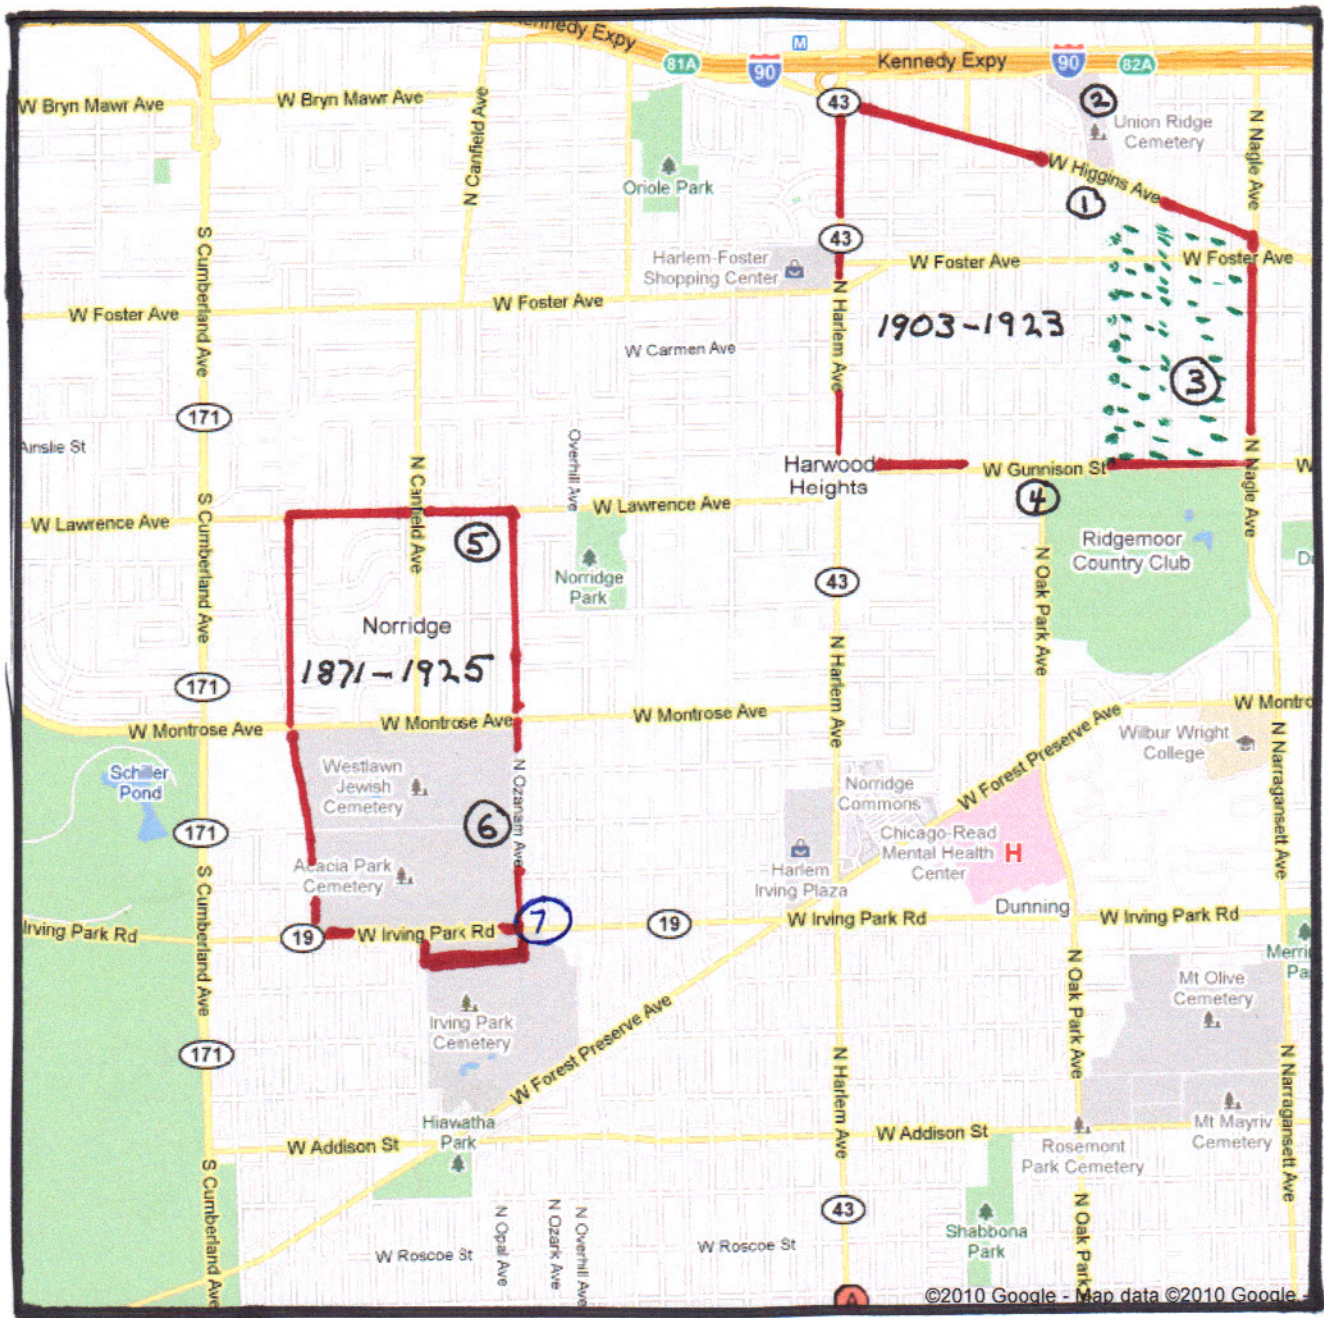 Kennedy Expy
81A
90
M
Kennedy Expy
90
82A
W Bryn Mawr Ave
W Bryn Mawr Ave
N Canfield Ave
43
2
Union Ridge
Cemetery
N Nagle Ave
Oriole Park
W Higgins Ave
1
S Cumberland Ave
43
Harlem-Foster
Shopping Center
W Foster Ave
W Foster Ave
W Foster Ave
W Foster Ave
N Harlem Ave
1903-1923
W Carmen Ave
3
171
Ainslie St
Overhill Ave
N Canfield Ave
Harwood
Heights
W Gunnison St
N Nagle Ave
W
4
S Cumberland Ave
W Lawrence Ave
W Lawrence Ave
5
Ridgemoor
Country Club
Norridge
Park
43
N Oak Park Ave
Norridge
1871-1925
N Harlem Ave
171
W Montrose Ave
W Montrose Ave
W Montrose Ave
W Montro
W Forest Preserve Ave
Wilbur Wright
College
N Narragansett Ave
Schiller
Pond
Westlawn
Jewish
Cemetery
N Ozanam Ave
Norridge
Commons
171
6
Chicago-Read
Mental Health
Center
H
Acacia Park
Cemetery
Harlem
Irving Plaza
S Cumberland Ave
Dunning
7
Irving Park Rd
19
W Irving Park Rd
19
W Irving Park Rd
W Irving Park Rd
Merri
Pa
N Oak Park Ave
Mt Olive
Cemetery
Irving Park
Cemetery
W Forest Preserve Ave
171
N Harlem Ave
N Narragansett Ave
Hiawatha
Park
W Addison St
W Addison St
Mt Mayriv
Cemetery
Rosemont
Park Cemetery
S Cumberland Ave
N Opal Ave
N Ozark Ave
N Overhill Ave
43
N Oak Park
Shabbona
Park
W Roscoe St
W Roscoe St
A
©2010 Google - Map data ©2010 Google -